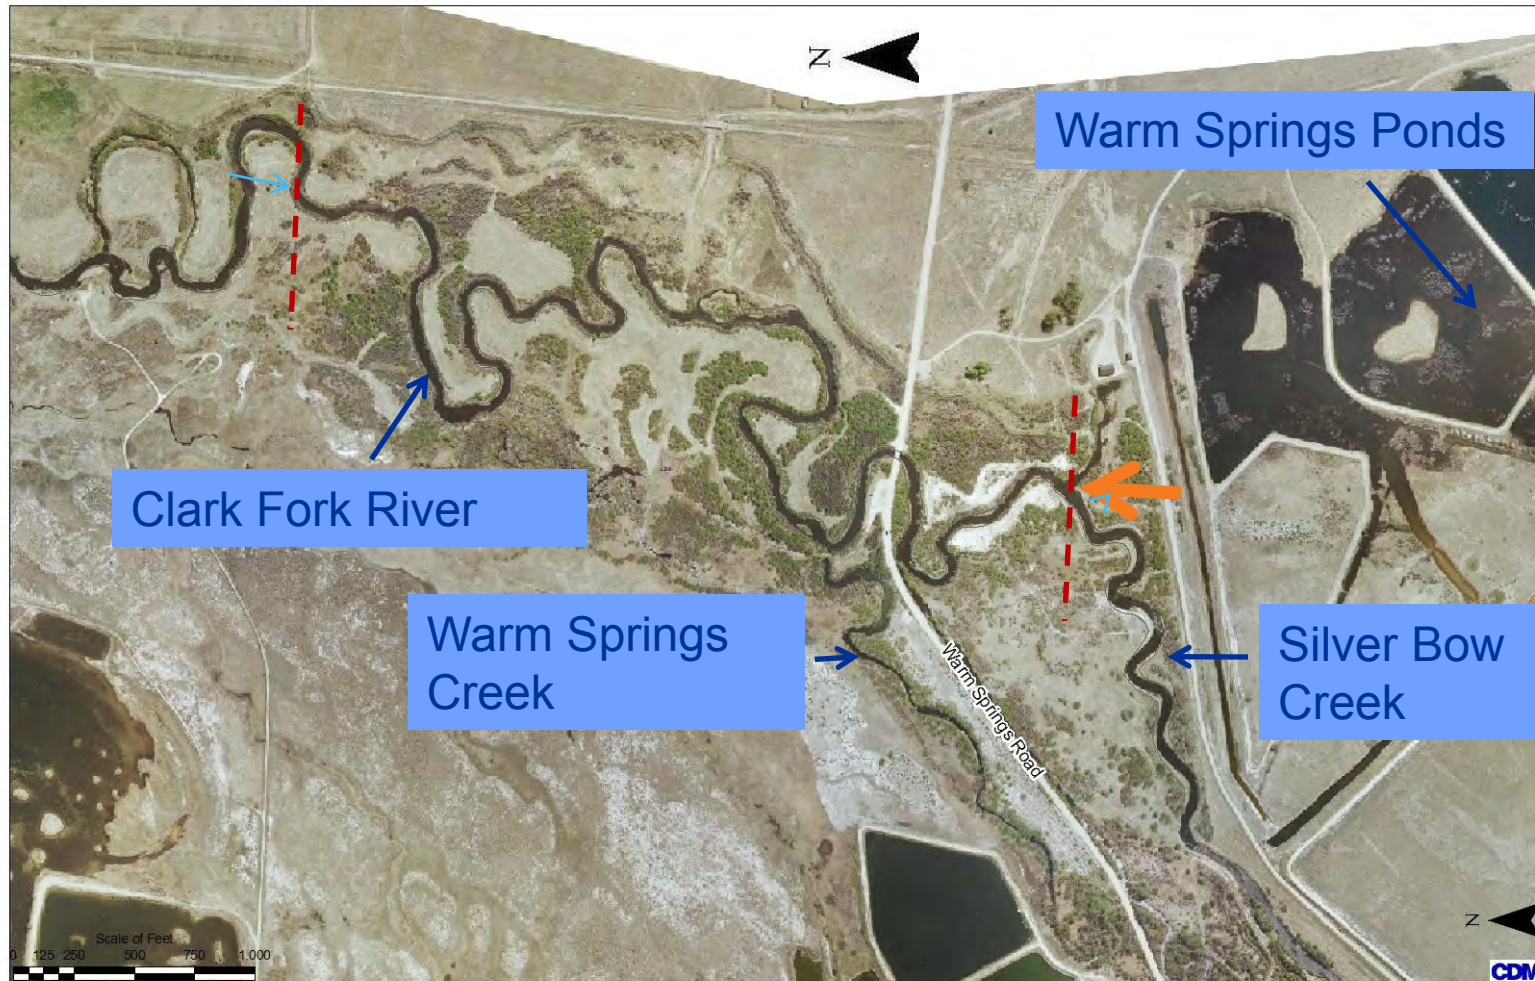 N
Warm Springs Ponds
Clark Fork River
Warm Springs
Creek
Silver Bow
Creek
Warm Springs Road
N
Scale of Feet
0 125 250 500 750 1,000
CDM